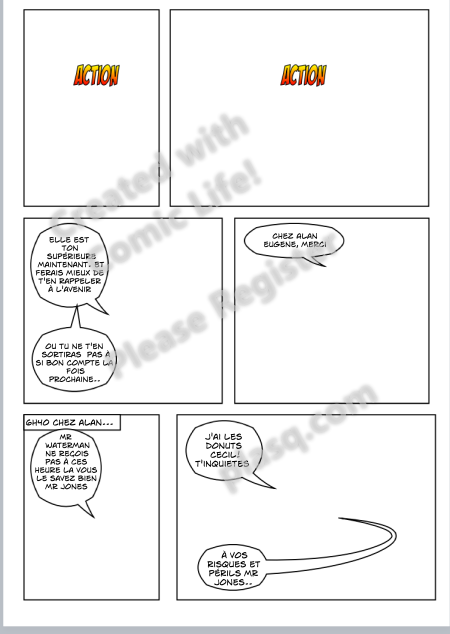 ACTION
ACTION
ELLE EST
TON
SUPÉRIEURE
MAINTENANT. ET
FERAIS MIEUX DE
T'EN RAPPELER
À L'AVENIR
OU TU NE T'EN
SORTIRAS PAS À
SI BON COMPTE LA
FOIS
PROCHAINE..
CHEZ ALAN
EUGENE, MERCI
6H40 CHEZ ALAN...
MR
WATERMAN
NE REÇOIS
PAS À CES
HEURE LA VOUS
LE SAVEZ BIEN
MR JONES
J'AI LES
DONUTS
CECIL!
T'INQUIETES
À VOS
RISQUES ET
PÉRILS MR
JONES..
Created with
Comic Life!
Please Register
plasq.com